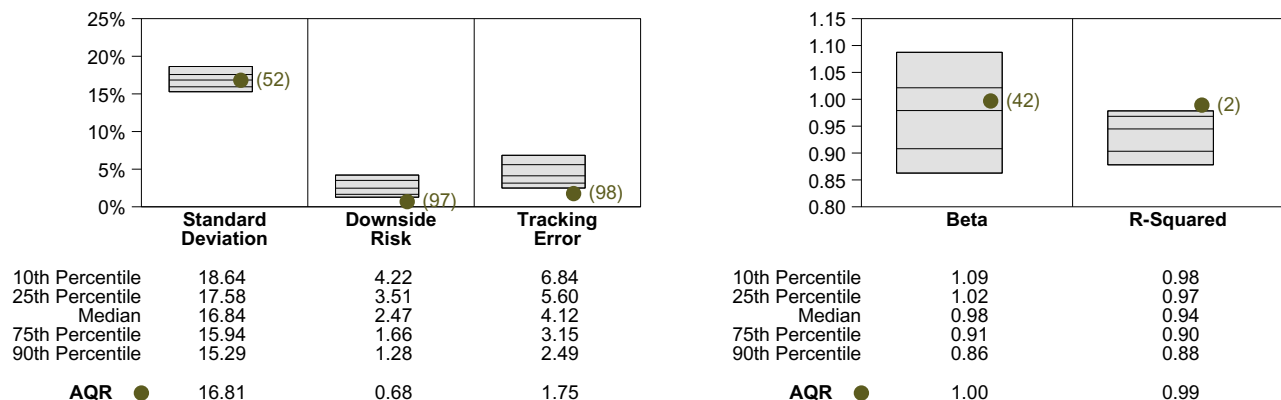 25%
20%
15%
10%
5%
0%
(52)
(97)
(98)
Standard Deviation
Downside Risk
Tracking Error
10th Percentile 18.64 4.22 6.84
25th Percentile 17.58 3.51 5.60
Median 16.84 2.47 4.12
75th Percentile 15.94 1.66 3.15
90th Percentile 15.29 1.28 2.49
AQR 16.81 0.68 1.75
1.15
1.10
1.05
1.00
0.95
0.90
0.85
0.80
(42)
(2)
Beta
R-Squared
10th Percentile 1.09 0.98
25th Percentile 1.02 0.97
Median 0.98 0.94
75th Percentile 0.91 0.90
90th Percentile 0.86 0.88
AQR 1.00 0.99